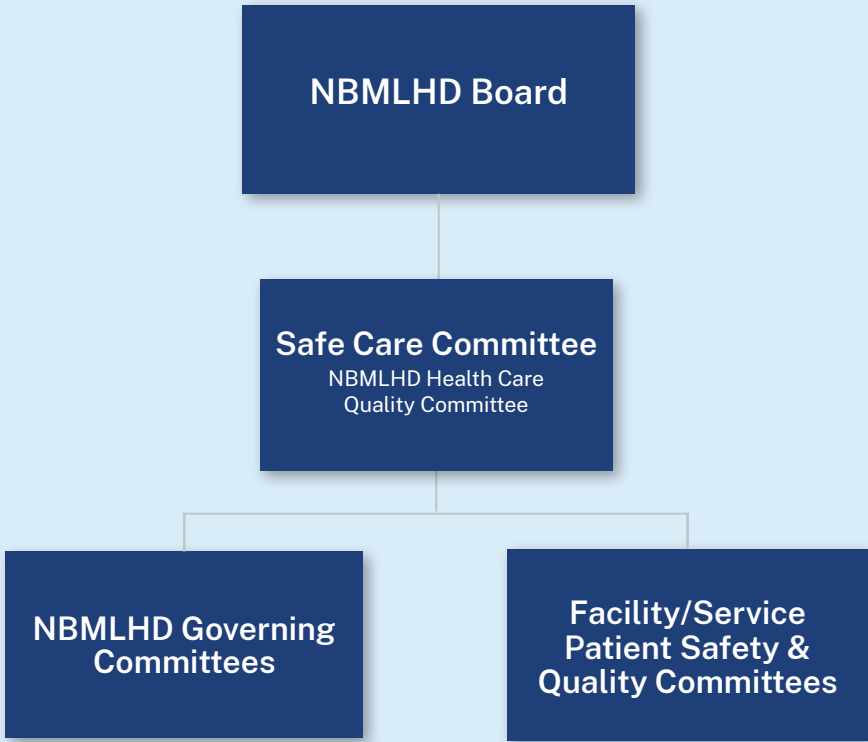 NBMLHD Board
Safe Care Committee
NBMLHD Health Care
Quality Committee
NBMLHD Governing
Committees
Facility/Service
Patient Safety &
Quality Committees